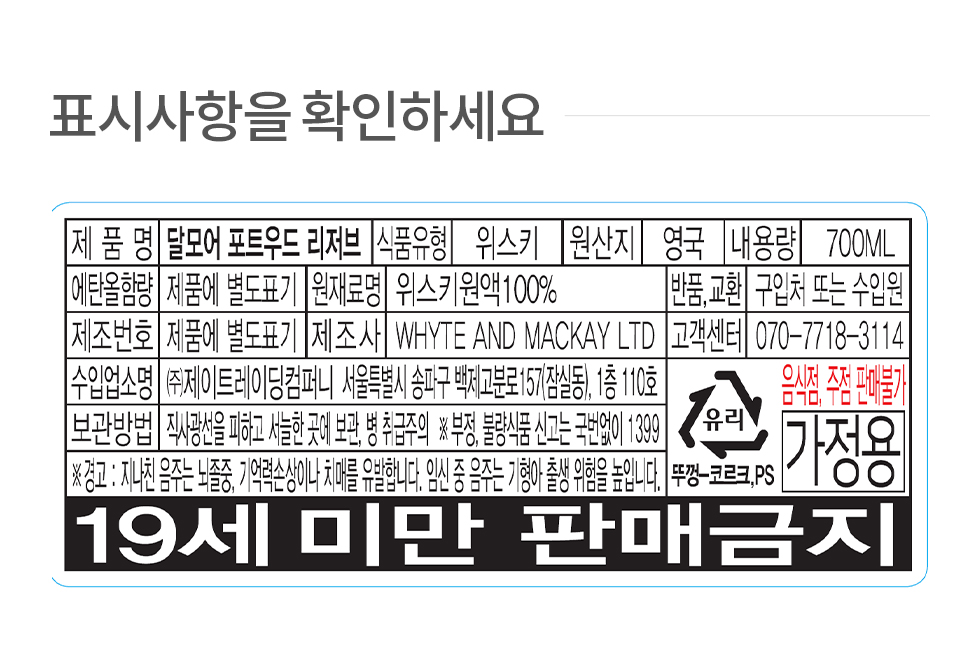 표시사항을 확인하세요
제 품 명 달모어 포트우드 리저브 식품유형 위스키 원산지 영국 내용량 700ML
에탄올함량 제품에 별도표기 원재료명 위스키원액100% 반품,교환 구입처 또는 수입원
제조번호 제품에 별도표기 제조사 WHYTE AND MACKAY LTD 고객센터 070-7718-3114
수입업소명 ㈜제이트레이딩컴퍼니 서울특별시 송파구 백제고분로157(잠실동), 1층 110호
보관방법 직사광선을 피하고 서늘한 곳에 보관, 병 취급주의 ※부정, 불량식품 신고는 국번없이 1399
※경고 : 지나친 음주는 뇌졸중, 기억력손상이나 치매를 유발합니다. 임신 중 음주는 기형아 출생 위험을 높입니다.
유리
뚜껑-코르크,PS
음식점, 주점 판매불가
가정용
19세 미만 판매금지